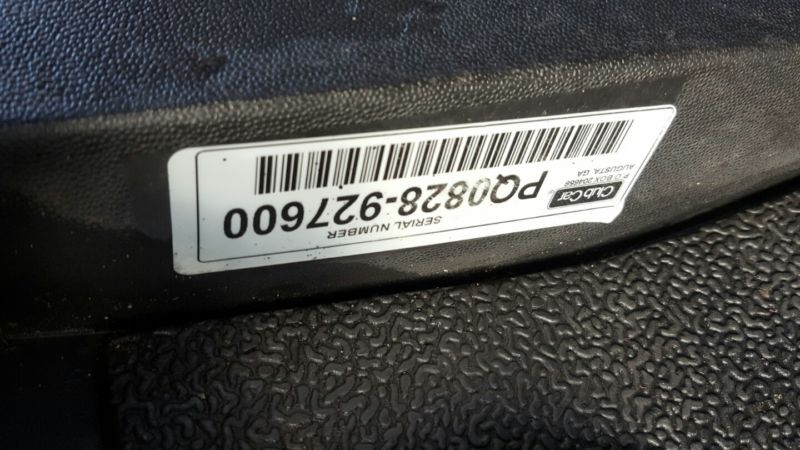 SERIAL NUMBER
PQ0828-927600
Club Car
P O BOX 204658
AUGUSTA, GA